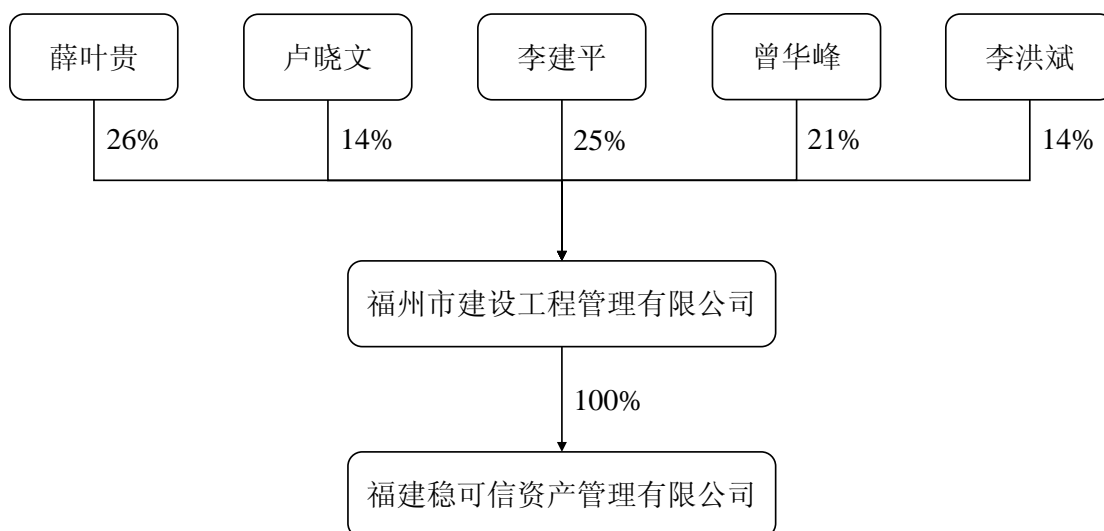 薛叶贵
卢晓文
李建平
曾华峰
李洪斌
26%
14%
25%
21%
14%
福州市建设工程管理有限公司
100%
福建稳可信资产管理有限公司